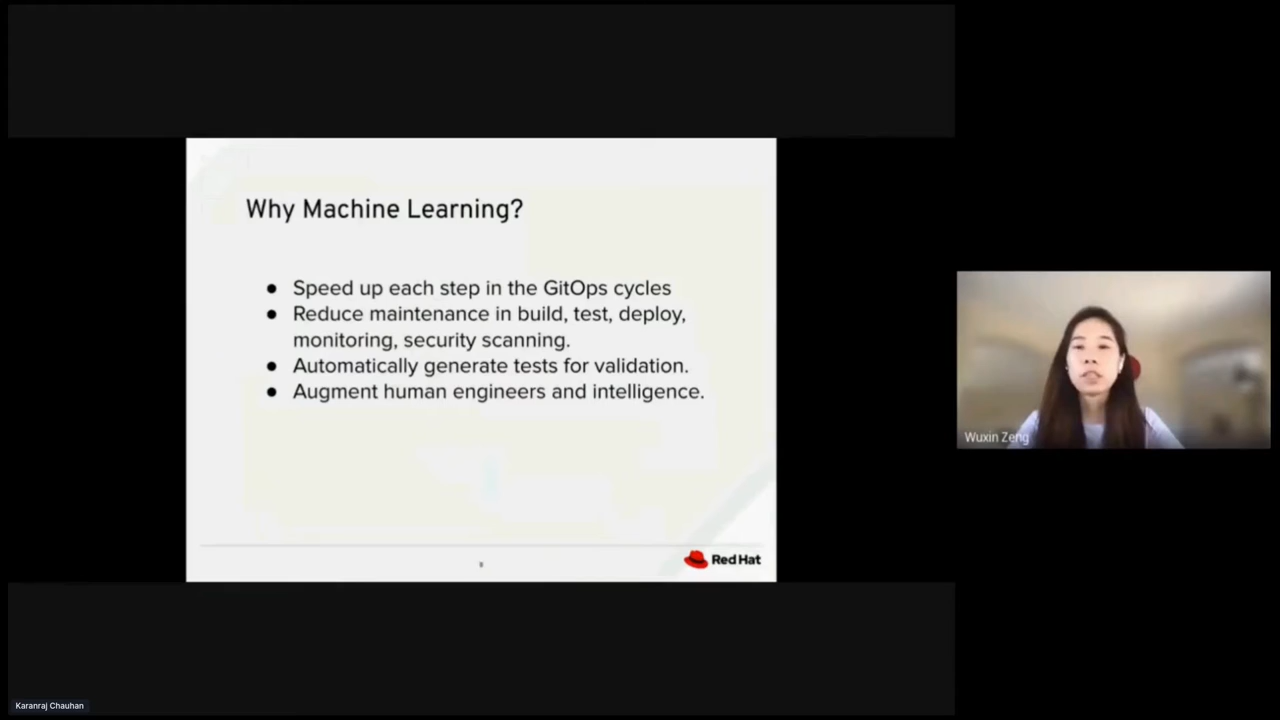 Why Machine Learning?
● Speed up each step in the GitOps cycles
● Reduce maintenance in build, test, deploy,
monitoring, security scanning.
● Automatically generate tests for validation.
● Augment human engineers and intelligence.
Red Hat
Wuxin Zeng
Karanraj Chauhan